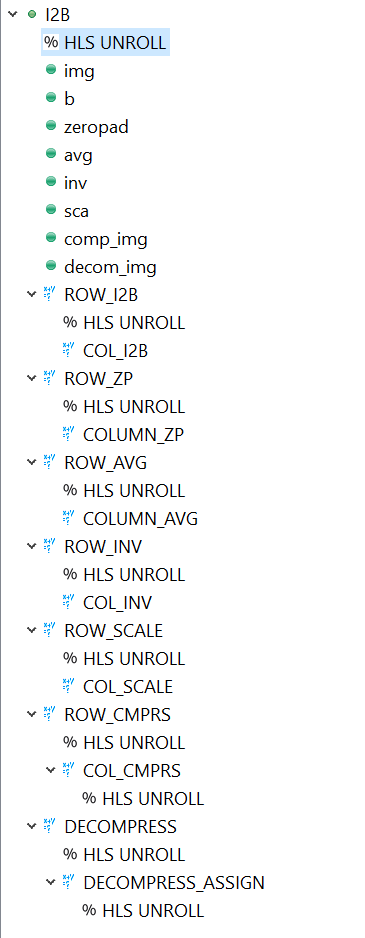 I2B
% HLS UNROLL
img
b
zeropad
avg
inv
sca
comp_img
decom_img
ROW_I2B
% HLS UNROLL
COL_I2B
ROW_ZP
% HLS UNROLL
COLUMN_ZP
ROW_AVG
% HLS UNROLL
COLUMN_AVG
ROW_INV
% HLS UNROLL
COL_INV
ROW_SCALE
% HLS UNROLL
COL_SCALE
ROW_CMPRS
% HLS UNROLL
COL_CMPRS
% HLS UNROLL
DECOMPRESS
% HLS UNROLL
DECOMPRESS_ASSIGN
% HLS UNROLL